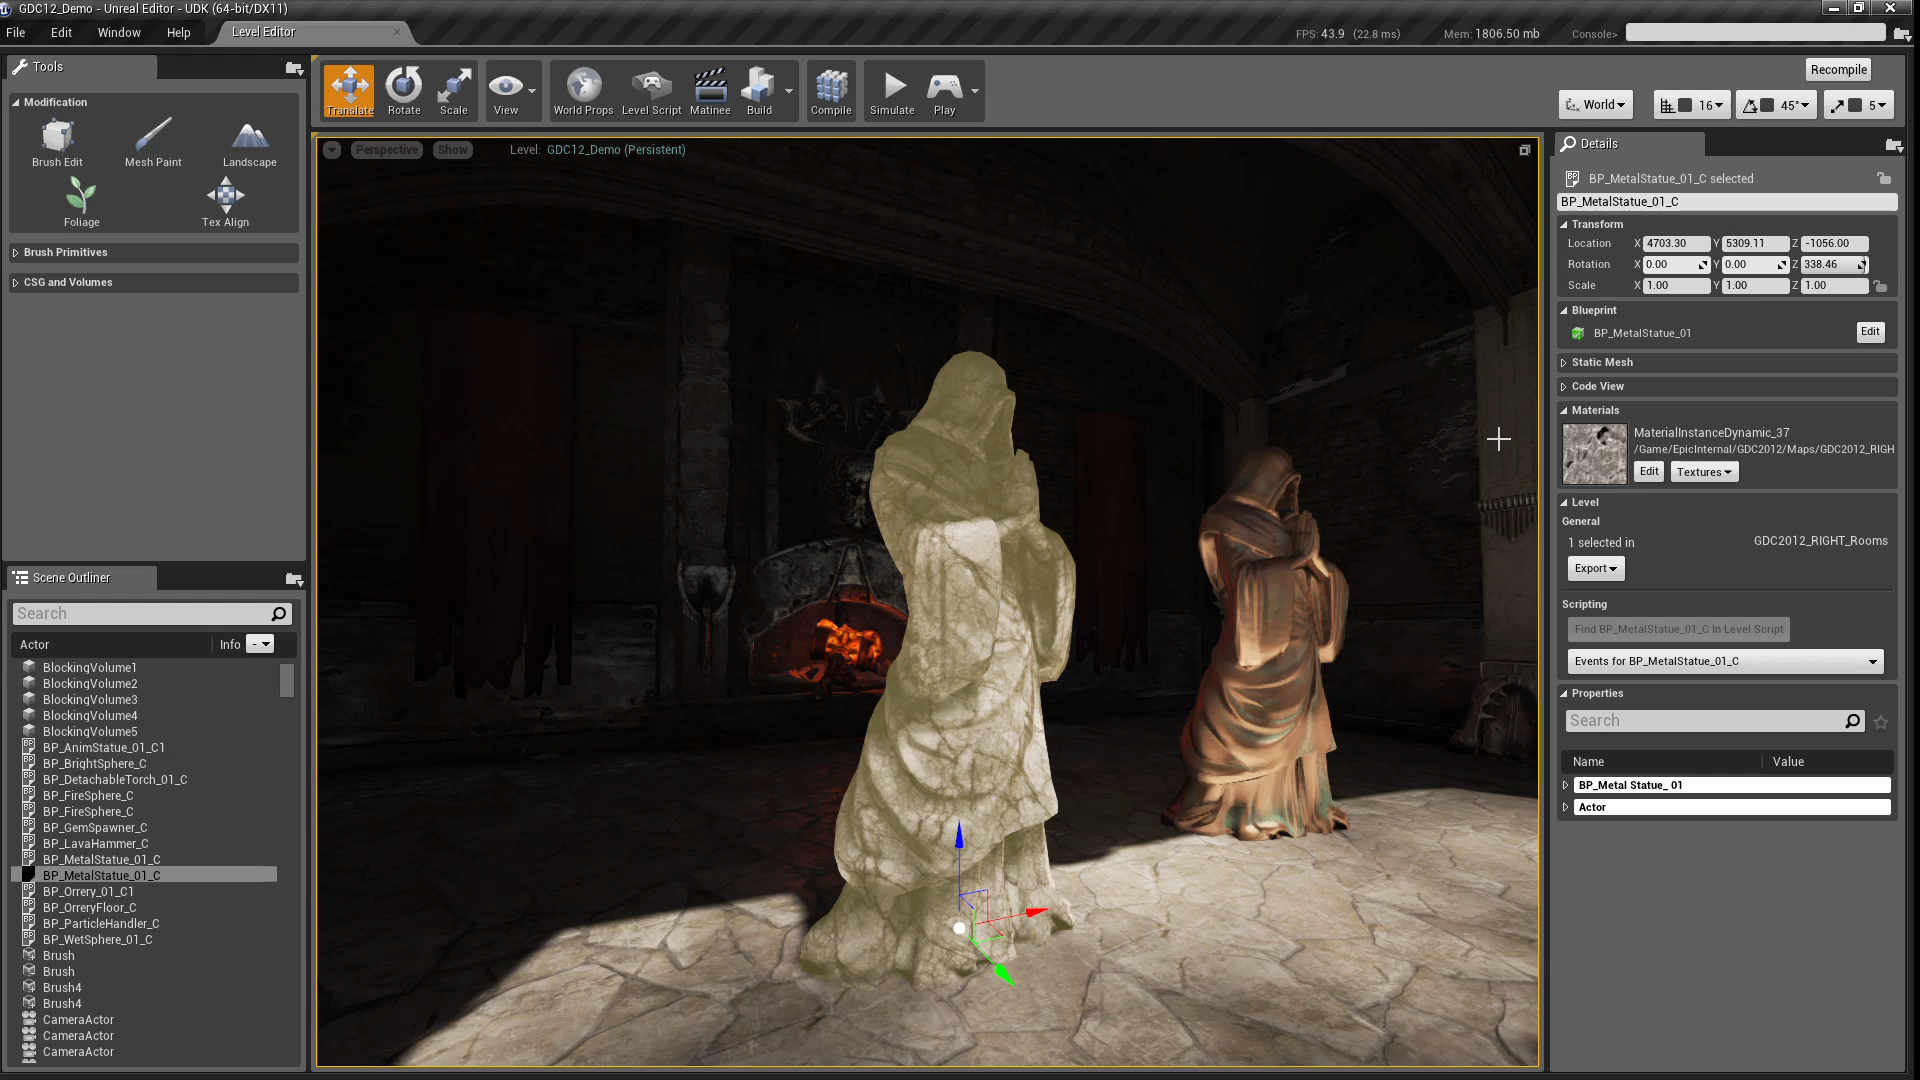 GDC12_Demo - Unreal Editor - UDK (64-bit/DX11)
File Edit Window Help Level Editor
FPS: 43.9 (22.8 ms) Mem: 1806.50 mb Console>
Tools
Modification
Brush Edit Mesh Paint Landscape
Foliage Tex Align
Brush Primitives
CSG and Volumes
Translate Rotate Scale View World Props Level Script Matinee Build Compile Simulate Play
Recompile
World 16 45° 5
Perspective Show Level: GDC12_Demo (Persistent)
Scene Outliner
Search
Actor Info -
BlockingVolume1
BlockingVolume2
BlockingVolume3
BlockingVolume4
BlockingVolume5
BP_AnimStatue_01_C1
BP_BrightSphere_C
BP_DetachableTorch_01_C
BP_FireSphere_C
BP_FireSphere_C
BP_GemSpawner_C
BP_LavaHammer_C
BP_MetalStatue_01_C
BP_MetalStatue_01_C
BP_Orrery_01_C1
BP_OrreryFloor_C
BP_ParticleHandler_C
BP_WetSphere_01_C
Brush
Brush
Brush4
Brush4
CameraActor
CameraActor
CameraActor
Details
BP_MetalStatue_01_C selected
BP_MetalStatue_01_C
Transform
Location X 4703.30 Y 5309.11 Z -1056.00
Rotation X 0.00 Y 0.00 Z 338.46
Scale X 1.00 Y 1.00 Z 1.00
Blueprint
BP_MetalStatue_01 Edit
Static Mesh
Code View
Materials
MaterialInstanceDynamic_37
/Game/EpicInternal/GDC2012/Maps/GDC2012_RIGH
Edit Textures
Level
General
1 selected in GDC2012_RIGHT_Rooms
Export
Scripting
Find BP_MetalStatue_01_C In Level Script
Events for BP_MetalStatue_01_C
Properties
Search
Name Value
BP_Metal Statue_ 01
Actor